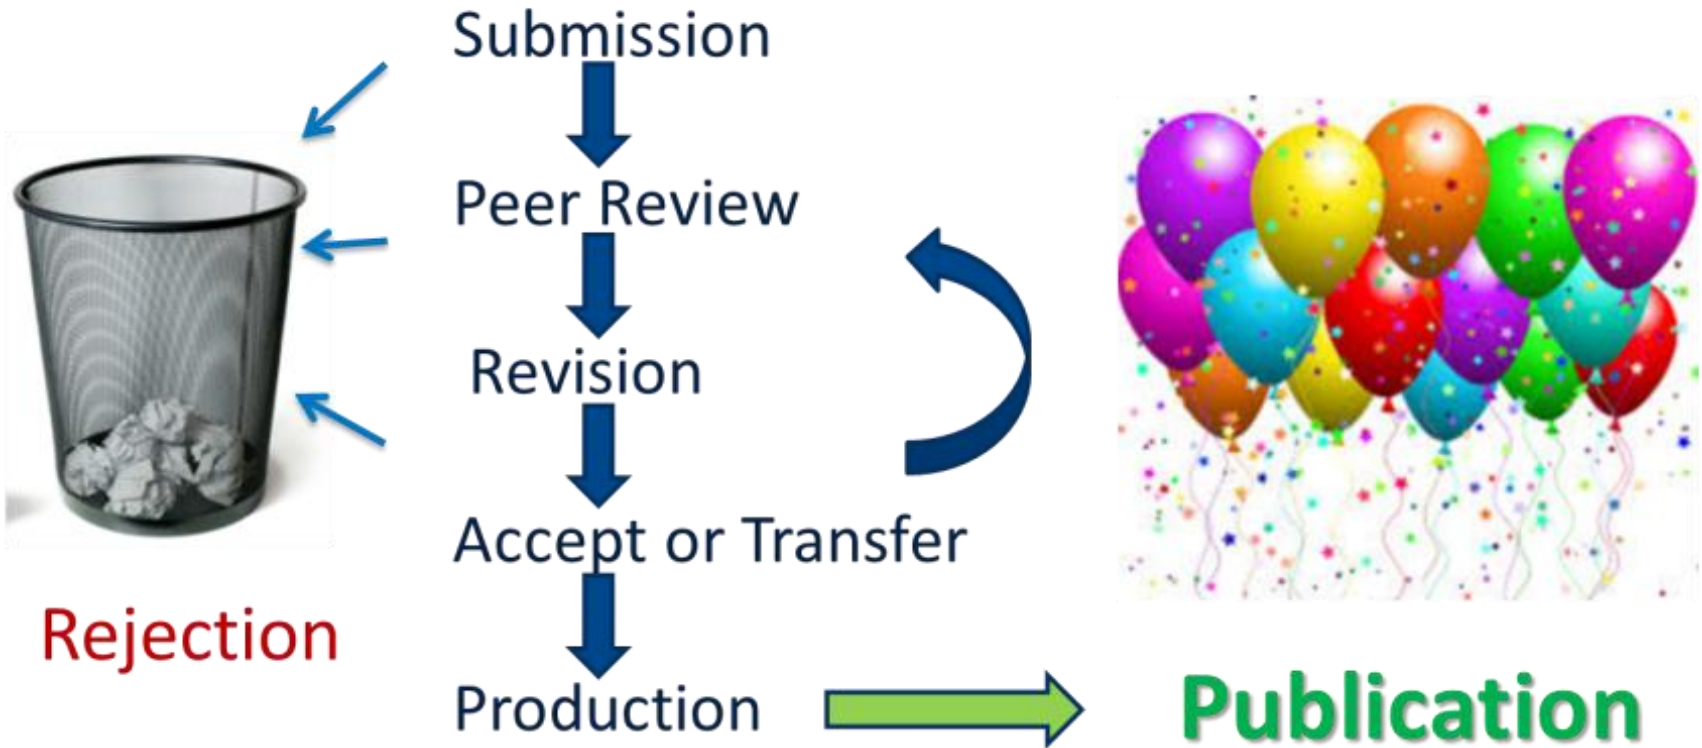 Submission
Peer Review
Revision
Accept or Transfer
Production
Rejection
Publication